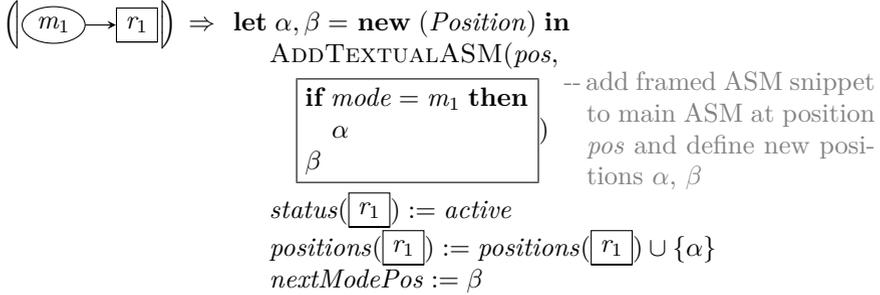 ( m₁ → r₁ ) ⇒ let α, β = new (Position) in
ADDTEXTUALASM(pos,
if mode = m₁ then
α
β
)
-- add framed ASM snippet
to main ASM at position
pos and define new posi-
tions α, β
status( r₁ ) := active
positions( r₁ ) := positions( r₁ ) ∪ {α}
nextModePos := β